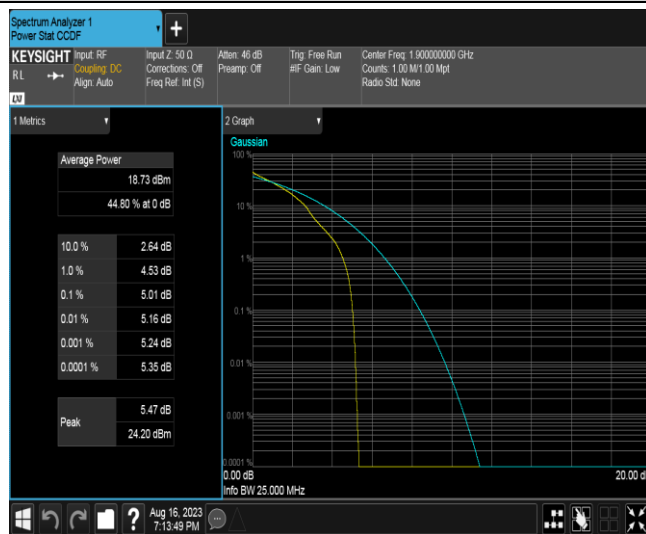 Spectrum Analyzer 1
Power Stat CCDF
KEYSIGHT
RL
Input: RF
Coupling: DC
Align: Auto
Input Z: 50 Ω
Corrections: Off
Freq Ref: Int (S)
Atten: 46 dB
Preamp: Off
Trig: Free Run
#IF Gain: Low
Center Freq: 1.900000000 GHz
Counts: 1.00 M/1.00 Mpt
Radio Std: None
LXI
1 Metrics
Average Power
18.73 dBm
44.80 % at 0 dB
10.0 % 2.64 dB
1.0 % 4.53 dB
0.1 % 5.01 dB
0.01 % 5.16 dB
0.001 % 5.24 dB
0.0001 % 5.35 dB
Peak
5.47 dB
24.20 dBm
2 Graph
Gaussian
100 %
10 %
1 %
0.1 %
0.01 %
0.001 %
0.0001 %
0.00 dB
20.00 d
Info BW 25.000 MHz
Aug 16, 2023
7:13:49 PM